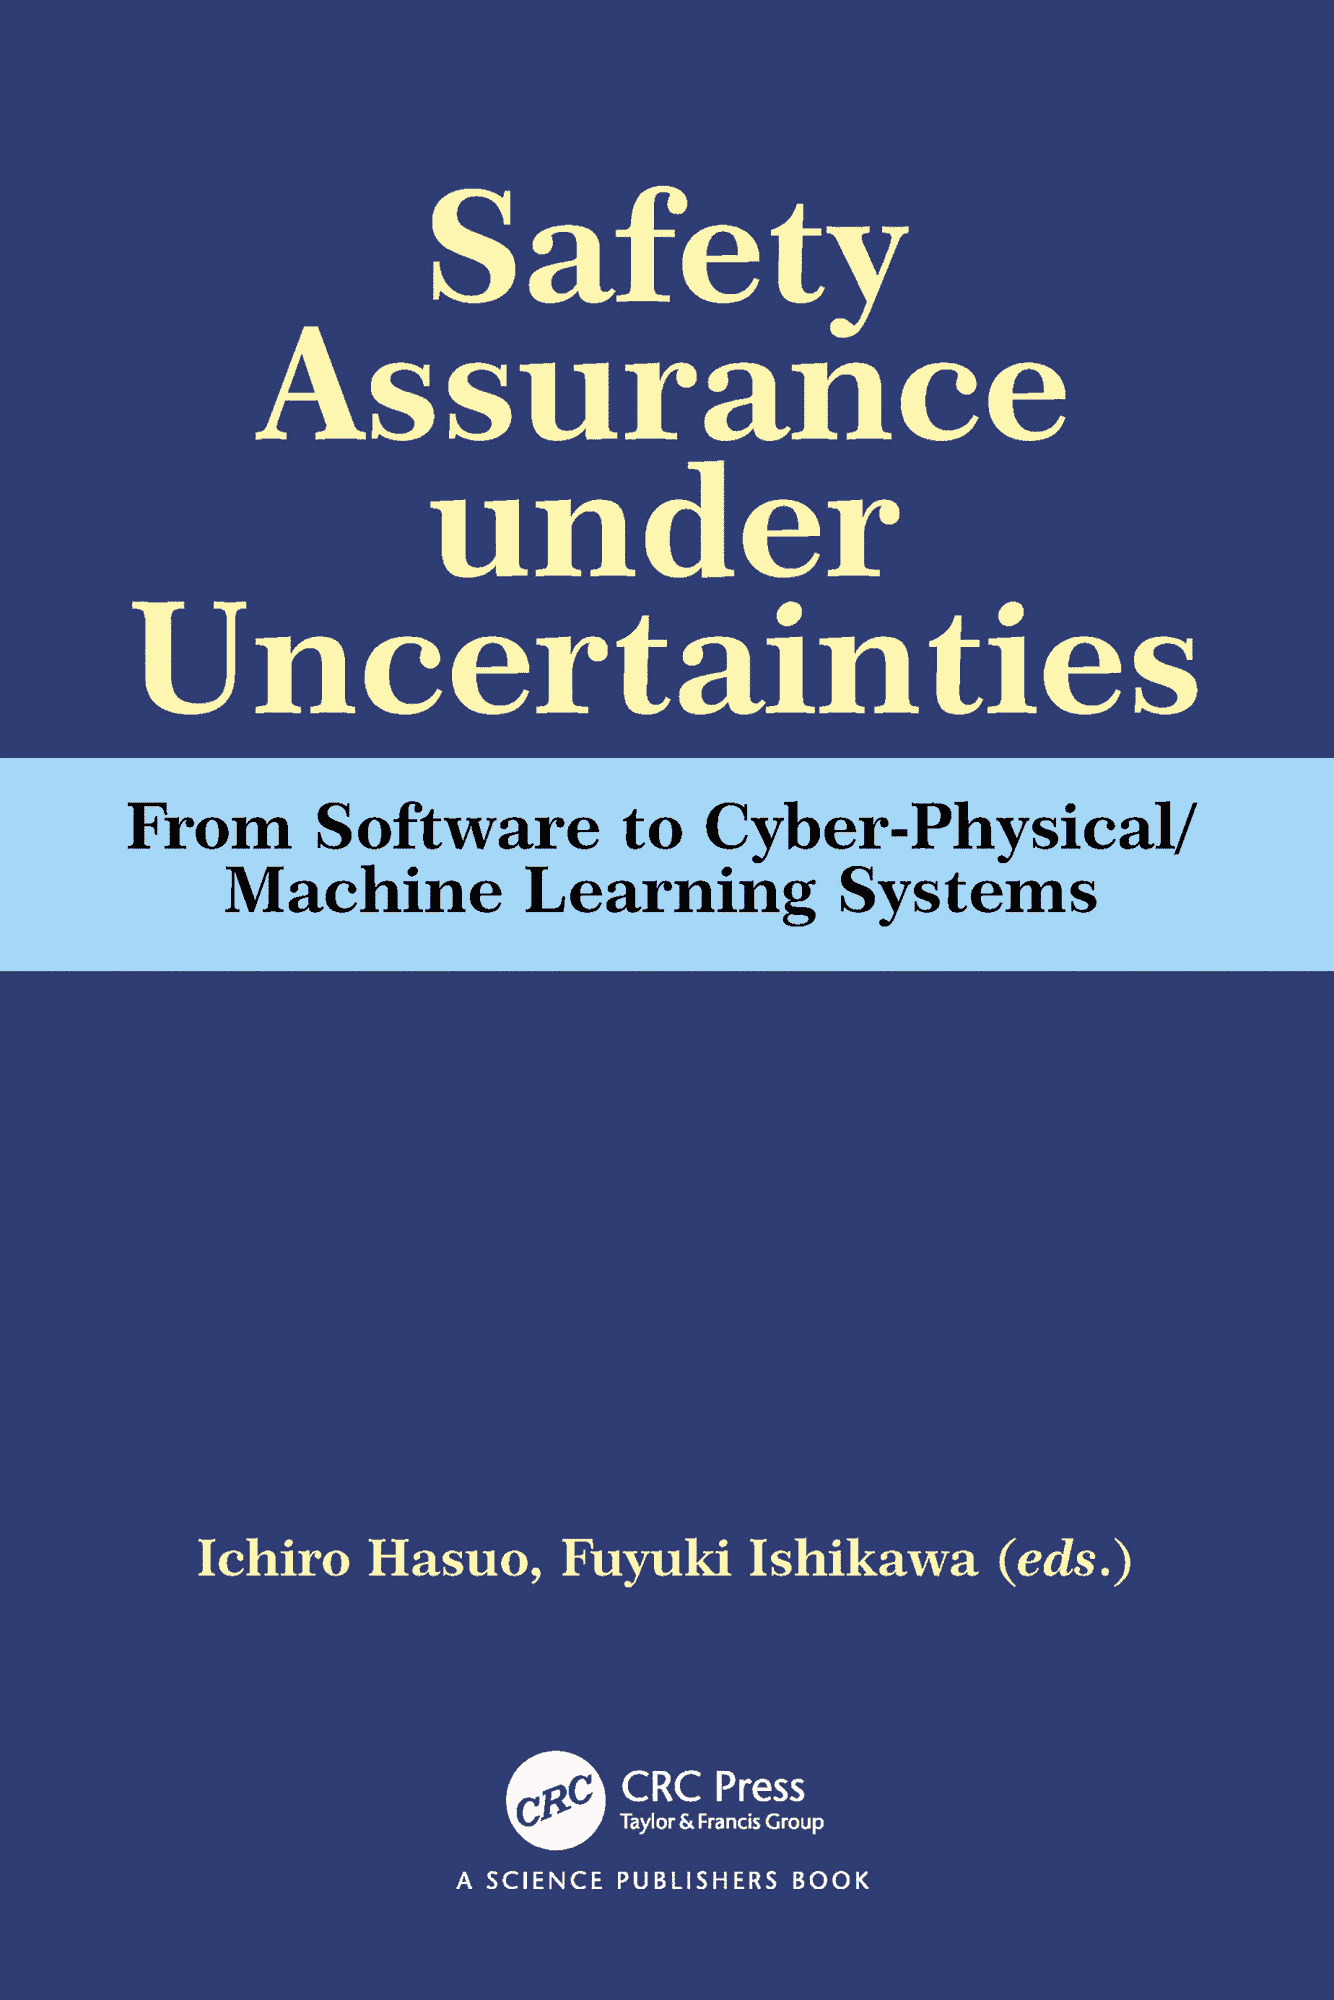 Safety
Assurance
under
Uncertainties
From Software to Cyber-Physical/
Machine Learning Systems
Ichiro Hasuo, Fuyuki Ishikawa (eds.)
CRC
CRC Press
Taylor & Francis Group
A SCIENCE PUBLISHERS BOOK